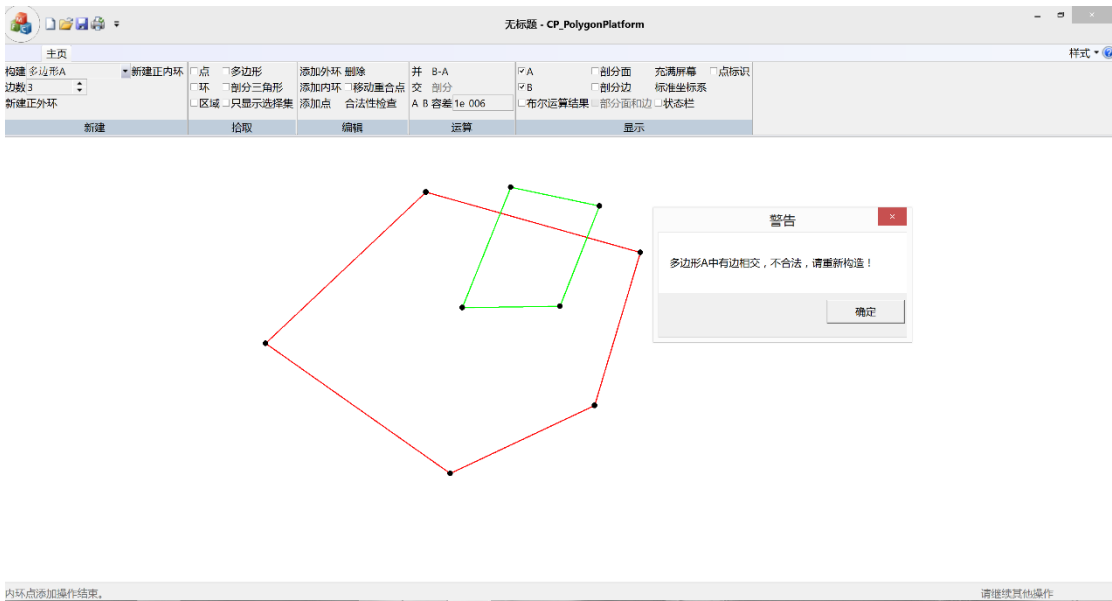 无标题 - CP_PolygonPlatform
主页
样式
构建 多边形A 新建正内环 点 多边形 添加外环 删除 并 B-A A 剖分面 充满屏幕 点标识
边数 3 环 剖分三角形 添加内环 移动重合点 交 剖分 B 剖分边 标准坐标系
新建正外环 区域 只显示选择集 添加点 合法性检查 A B 容差 1e 006 布尔运算结果 部分面和边 状态栏
新建 拾取 编辑 运算 显示
警告
多边形A中有边相交，不合法，请重新构造！
确定
内环点添加操作结束。 请继续其他操作